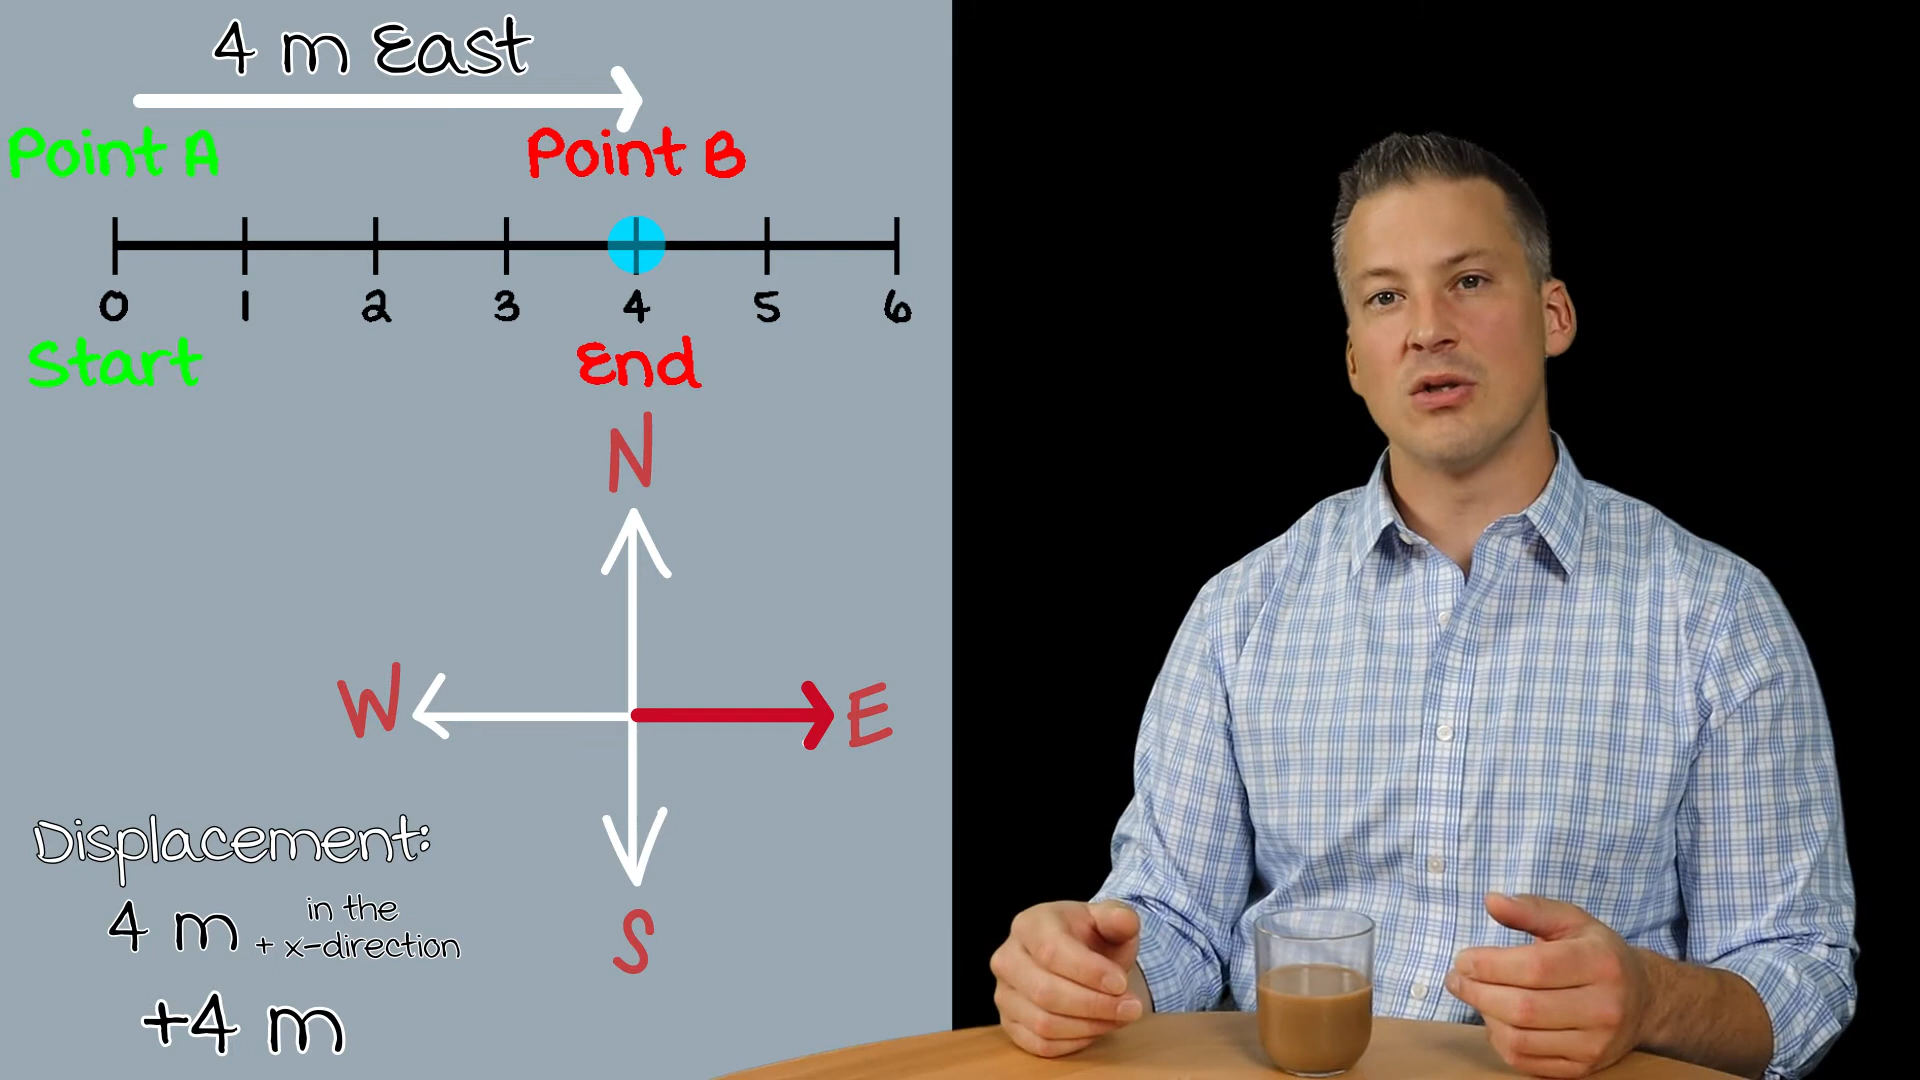 4 m East
Point A Point B
0 1 2 3 4 5 6
Start End
N
W E
S
Displacement:
4 m in the
+ x-direction
+4 m